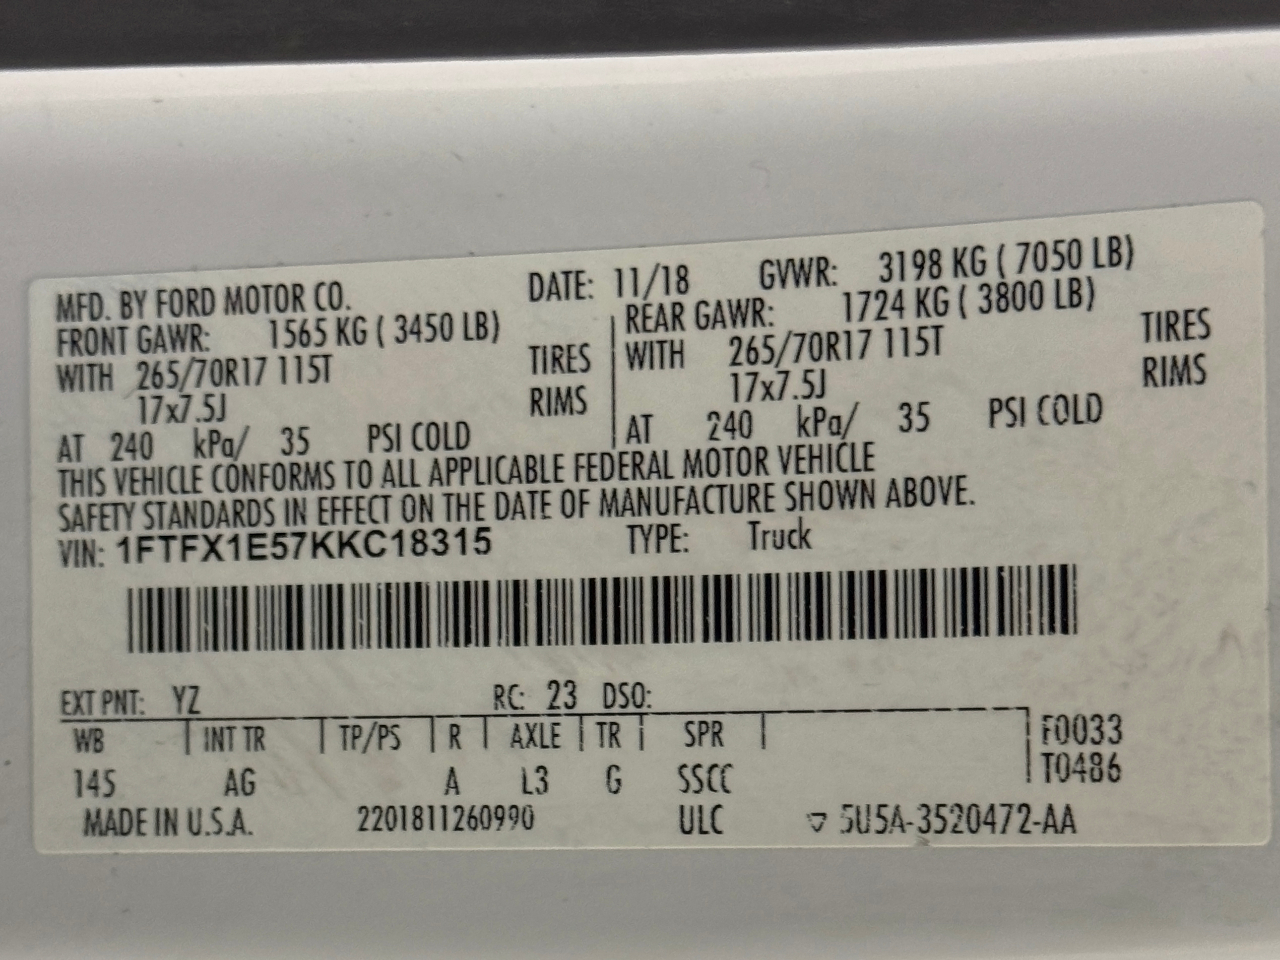 MFD. BY FORD MOTOR CO. DATE: 11/18 GVWR: 3198 KG ( 7050 LB)
FRONT GAWR: 1565 KG ( 3450 LB) REAR GAWR: 1724 KG ( 3800 LB)
WITH 265/70R17 115T TIRES WITH 265/70R17 115T TIRES
17x7.5J RIMS 17x7.5J RIMS
AT 240 kPa/ 35 PSI COLD AT 240 kPa/ 35 PSI COLD
THIS VEHICLE CONFORMS TO ALL APPLICABLE FEDERAL MOTOR VEHICLE
SAFETY STANDARDS IN EFFECT ON THE DATE OF MANUFACTURE SHOWN ABOVE.
VIN: 1FTFX1E57KKC18315 TYPE: Truck
EXT PNT: YZ RC: 23 DSO:
WB INT TR TP/PS R AXLE TR SPR F0033
145 AG A L3 G SSCC T0486
MADE IN U.S.A. 2201811260990 ULC ▽ 5U5A-3520472-AA